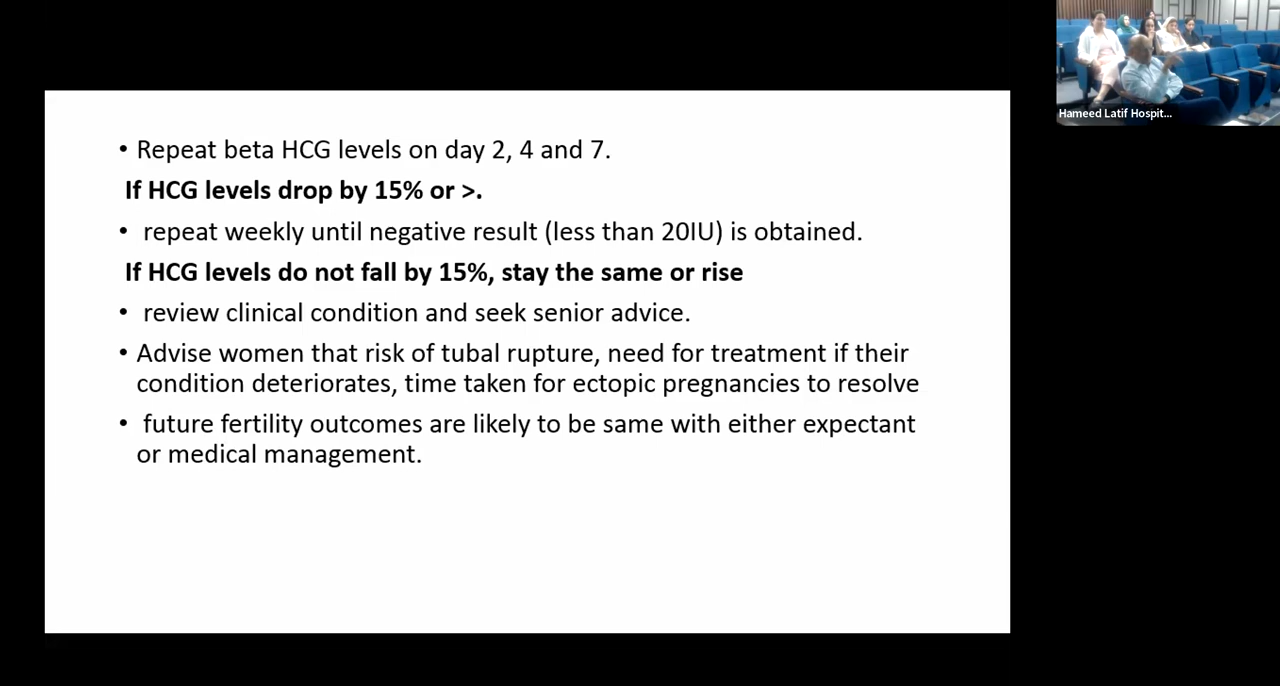 • Repeat beta HCG levels on day 2, 4 and 7.
If HCG levels drop by 15% or >.
• repeat weekly until negative result (less than 20IU) is obtained.
If HCG levels do not fall by 15%, stay the same or rise
• review clinical condition and seek senior advice.
• Advise women that risk of tubal rupture, need for treatment if their
condition deteriorates, time taken for ectopic pregnancies to resolve
• future fertility outcomes are likely to be same with either expectant
or medical management.
Hameed Latif Hospit...